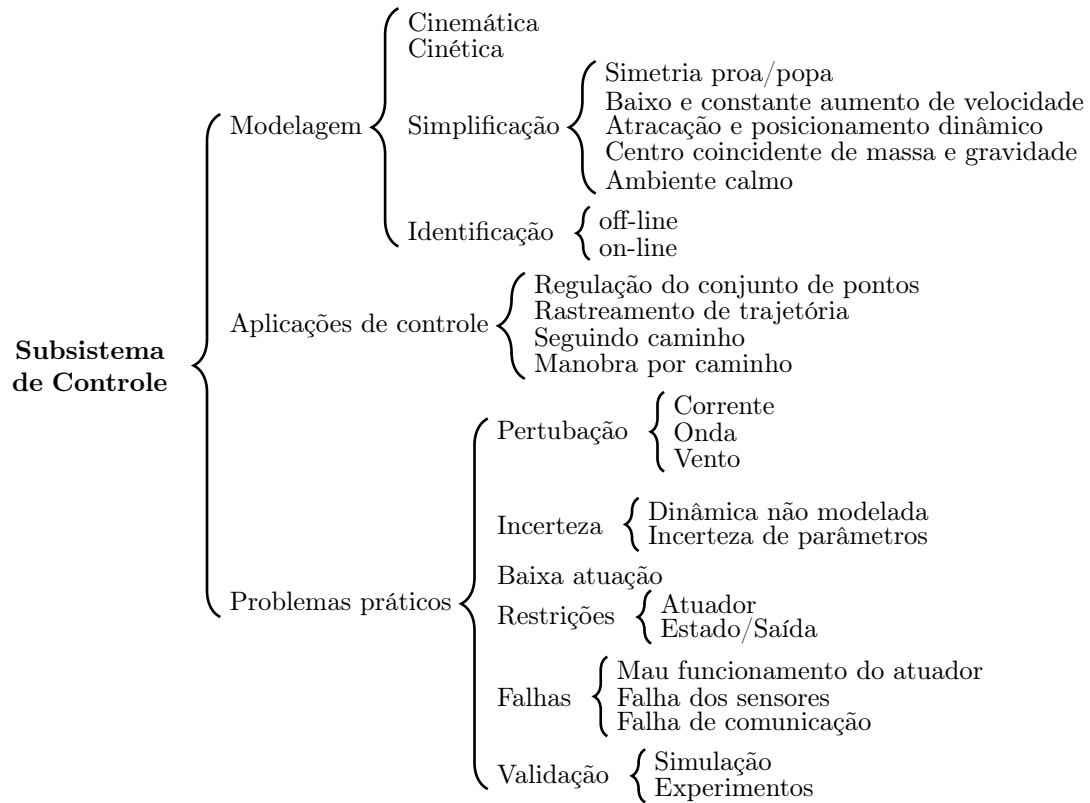 Subsistema
de Controle
Modelagem
Cinemática
Cinética
Simplificação
Simetria proa/popa
Baixo e constante aumento de velocidade
Atracação e posicionamento dinâmico
Centro coincidente de massa e gravidade
Ambiente calmo
Identificação
off-line
on-line
Aplicações de controle
Regulação do conjunto de pontos
Rastreamento de trajetória
Seguindo caminho
Manobra por caminho
Problemas práticos
Pertubação
Corrente
Onda
Vento
Incerteza
Dinâmica não modelada
Incerteza de parâmetros
Baixa atuação
Restrições
Atuador
Estado/Saída
Falhas
Mau funcionamento do atuador
Falha dos sensores
Falha de comunicação
Validação
Simulação
Experimentos